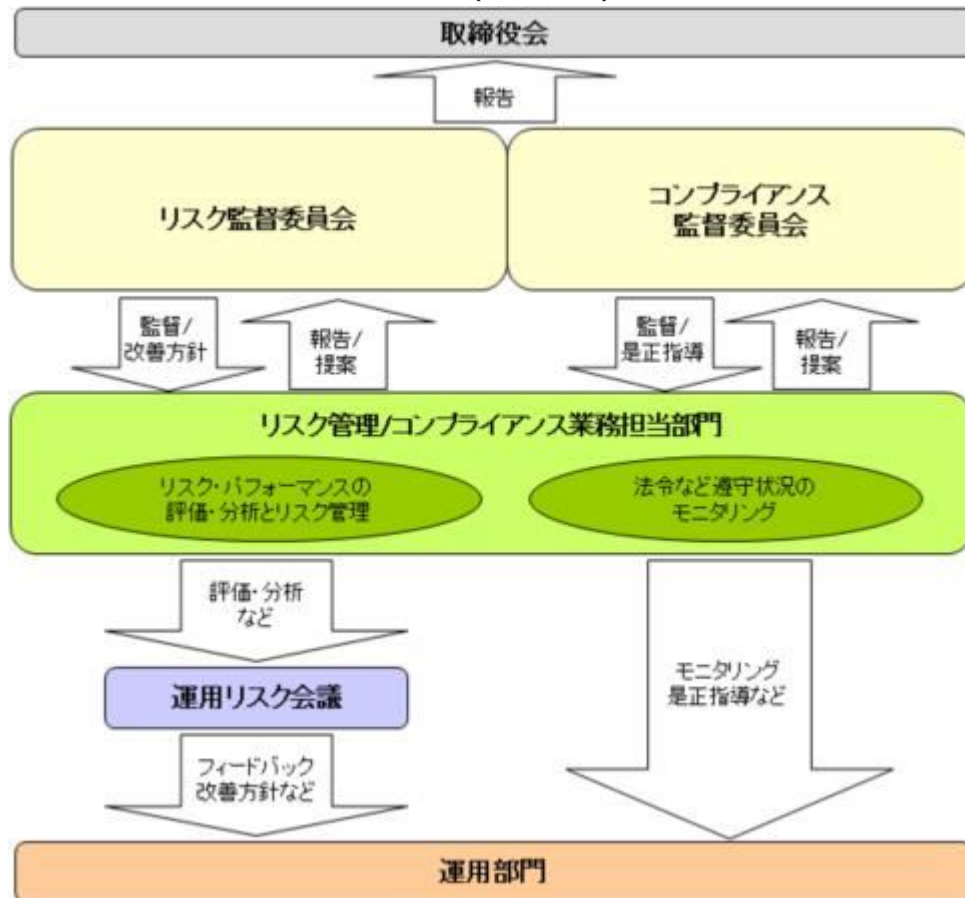 取締役会
報告
リスク監督委員会
コンプライアンス
監督委員会
監督/
改善方針
報告/
提案
監督/
是正指導
報告/
提案
リスク管理/コンプライアンス業務担当部門
リスク・パフォーマンスの
評価・分析とリスク管理
法令など遵守状況の
モニタリング
評価・分析
など
運用リスク会議
モニタリング
是正指導など
フィードバック
改善方針など
運用部門